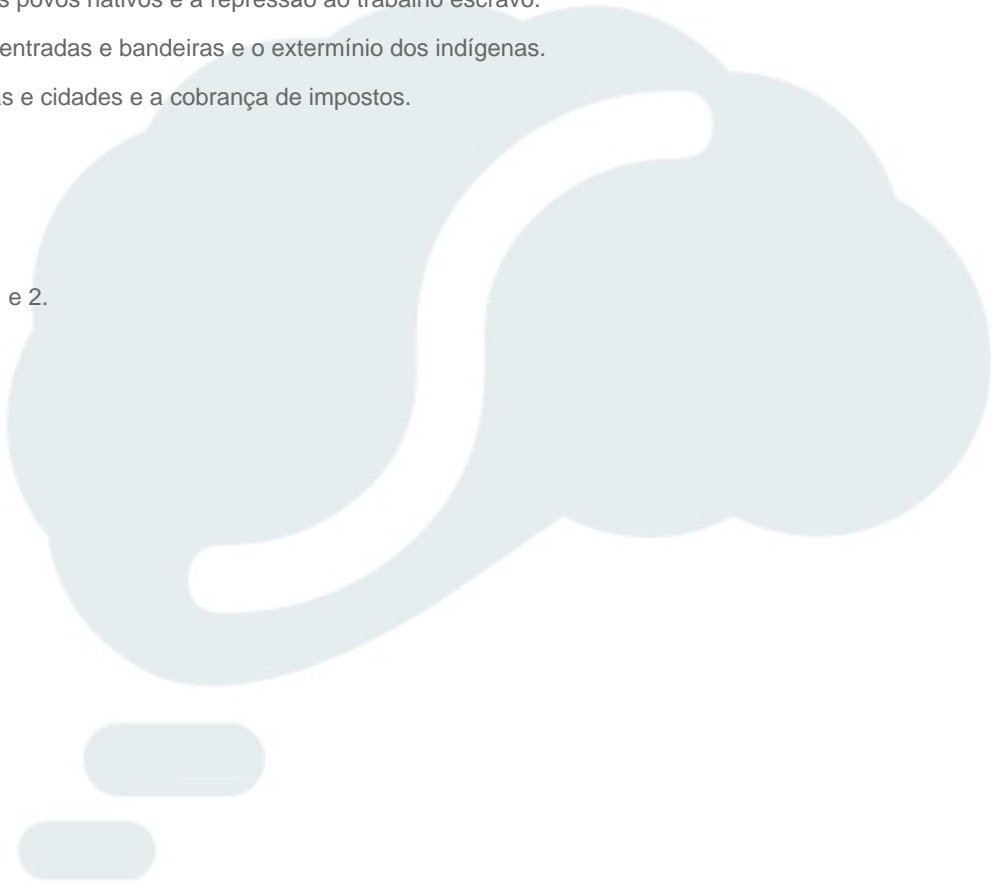 s povos nativos e a repressão ao trabalho escravo.
entradas e bandeiras e o extermínio dos indígenas.
s e cidades e a cobrança de impostos.
e 2.